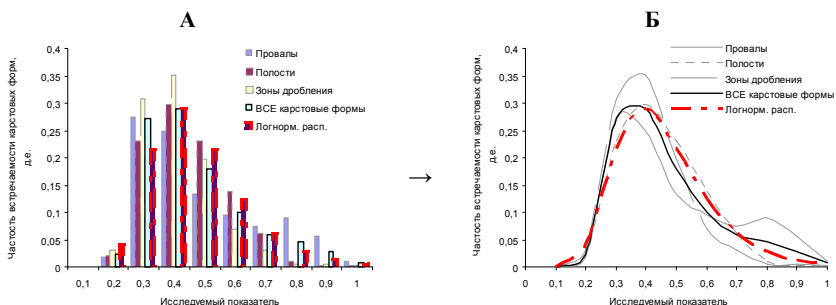 А
Частость встречаемости карстовых форм,
д.е.
0,4
0,35
0,3
0,25
0,2
0,15
0,1
0,05
0
Провалы
Полости
Зоны дробления
ВСЕ карстовые формы
Логнорм. расп.
0,1 0,2 0,3 0,4 0,5 0,6 0,7 0,8 0,9 1
Исследуемый показатель
→
Б
Частость встречаемости карстовых форм,
д.е.
0,4
0,35
0,3
0,25
0,2
0,15
0,1
0,05
0
Провалы
Полости
Зоны дробления
ВСЕ карстовые формы
Логнорм. расп.
0 0,1 0,2 0,3 0,4 0,5 0,6 0,7 0,8 0,9 1
Исследуемый показатель